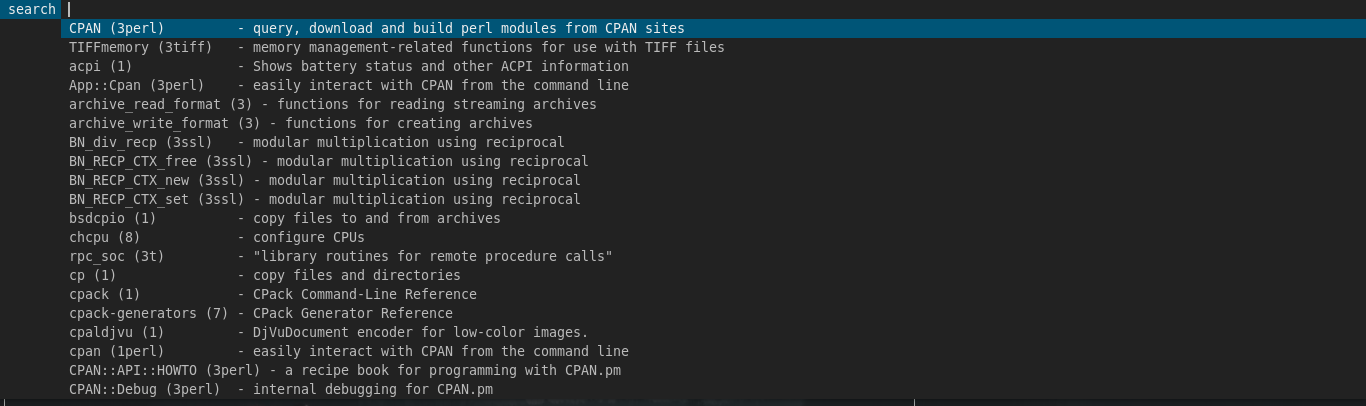 search
CPAN (3perl)         - query, download and build perl modules from CPAN sites
TIFFmemory (3tiff)   - memory management-related functions for use with TIFF files
acpi (1)             - Shows battery status and other ACPI information
App::Cpan (3perl)    - easily interact with CPAN from the command line
archive_read_format (3) - functions for reading streaming archives
archive_write_format (3) - functions for creating archives
BN_div_recp (3ssl)   - modular multiplication using reciprocal
BN_RECP_CTX_free (3ssl) - modular multiplication using reciprocal
BN_RECP_CTX_new (3ssl) - modular multiplication using reciprocal
BN_RECP_CTX_set (3ssl) - modular multiplication using reciprocal
bsdcpio (1)          - copy files to and from archives
chcpu (8)            - configure CPUs
rpc_soc (3t)         - "library routines for remote procedure calls"
cp (1)               - copy files and directories
cpack (1)            - CPack Command-Line Reference
cpack-generators (7) - CPack Generator Reference
cpaldjvu (1)         - DjVuDocument encoder for low-color images.
cpan (1perl)         - easily interact with CPAN from the command line
CPAN::API::HOWTO (3perl) - a recipe book for programming with CPAN.pm
CPAN::Debug (3perl)  - internal debugging for CPAN.pm